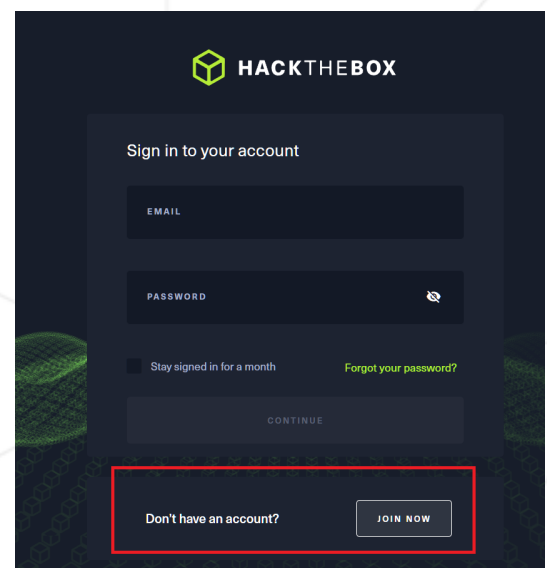 HACKTHEBOX
Sign in to your account
EMAIL
PASSWORD
Stay signed in for a month Forgot your password?
CONTINUE
Don't have an account? JOIN NOW